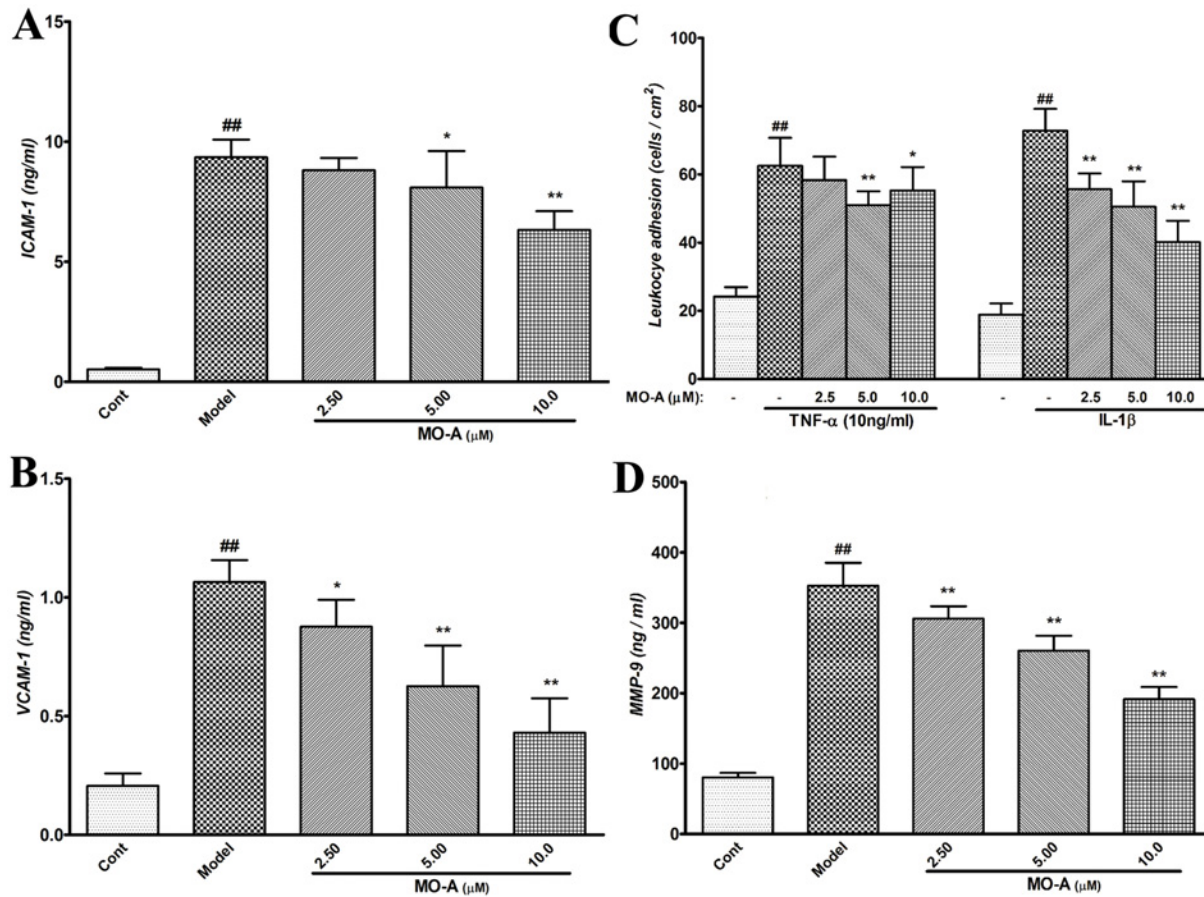 A
ICAM-1 (ng/ml)
15
10
5
0
##
*
**
Cont
Model
2.50
5.00
10.0
MO-A (μM)
C
Leukocye adhesion (cells / cm²)
100
80
60
40
20
0
##
**
*
##
**
**
**
MO-A (μM): - - 2.5 5.0 10.0 - - 2.5 5.0 10.0
TNF-α (10ng/ml) IL-1β
B
VCAM-1 (ng/ml)
1.5
1.0
0.5
0.0
##
*
**
**
Cont
Model
2.50
5.00
10.0
MO-A (μM)
D
MMP-9 (ng / ml)
500
400
300
200
100
0
##
**
**
**
Cont
Model
2.50
5.00
10.0
MO-A (μM)